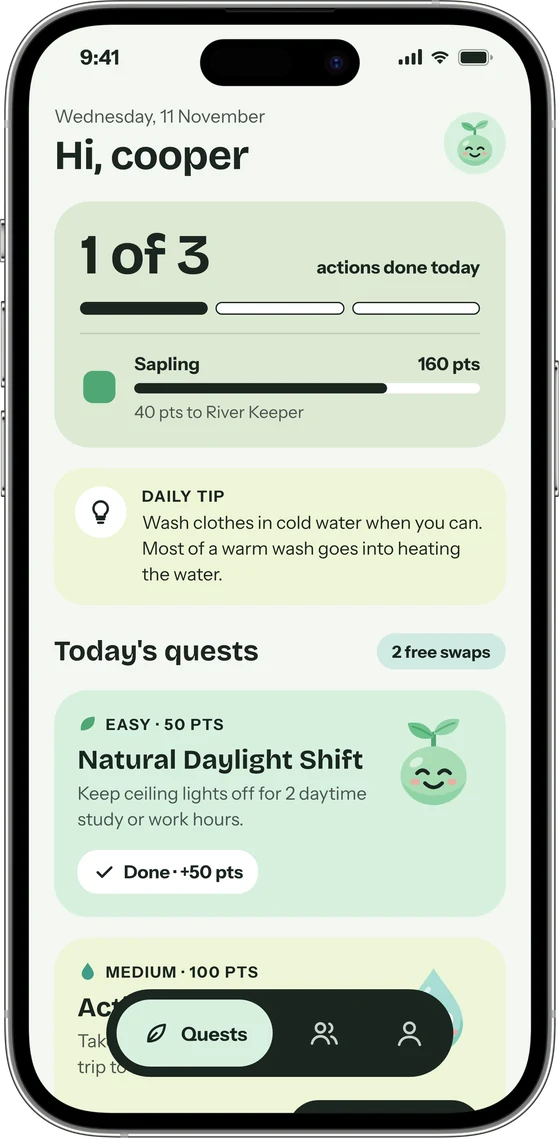 9:41
Wednesday, 11 November
Hi, cooper
1 of 3
actions done today
Sapling
160 pts
40 pts to River Keeper
DAILY TIP
Wash clothes in cold water when you can.
Most of a warm wash goes into heating
the water.
Today's quests
2 free swaps
EASY · 50 PTS
Natural Daylight Shift
Keep ceiling lights off for 2 daytime
study or work hours.
Done · +50 pts
MEDIUM · 100 PTS
Quests
trip